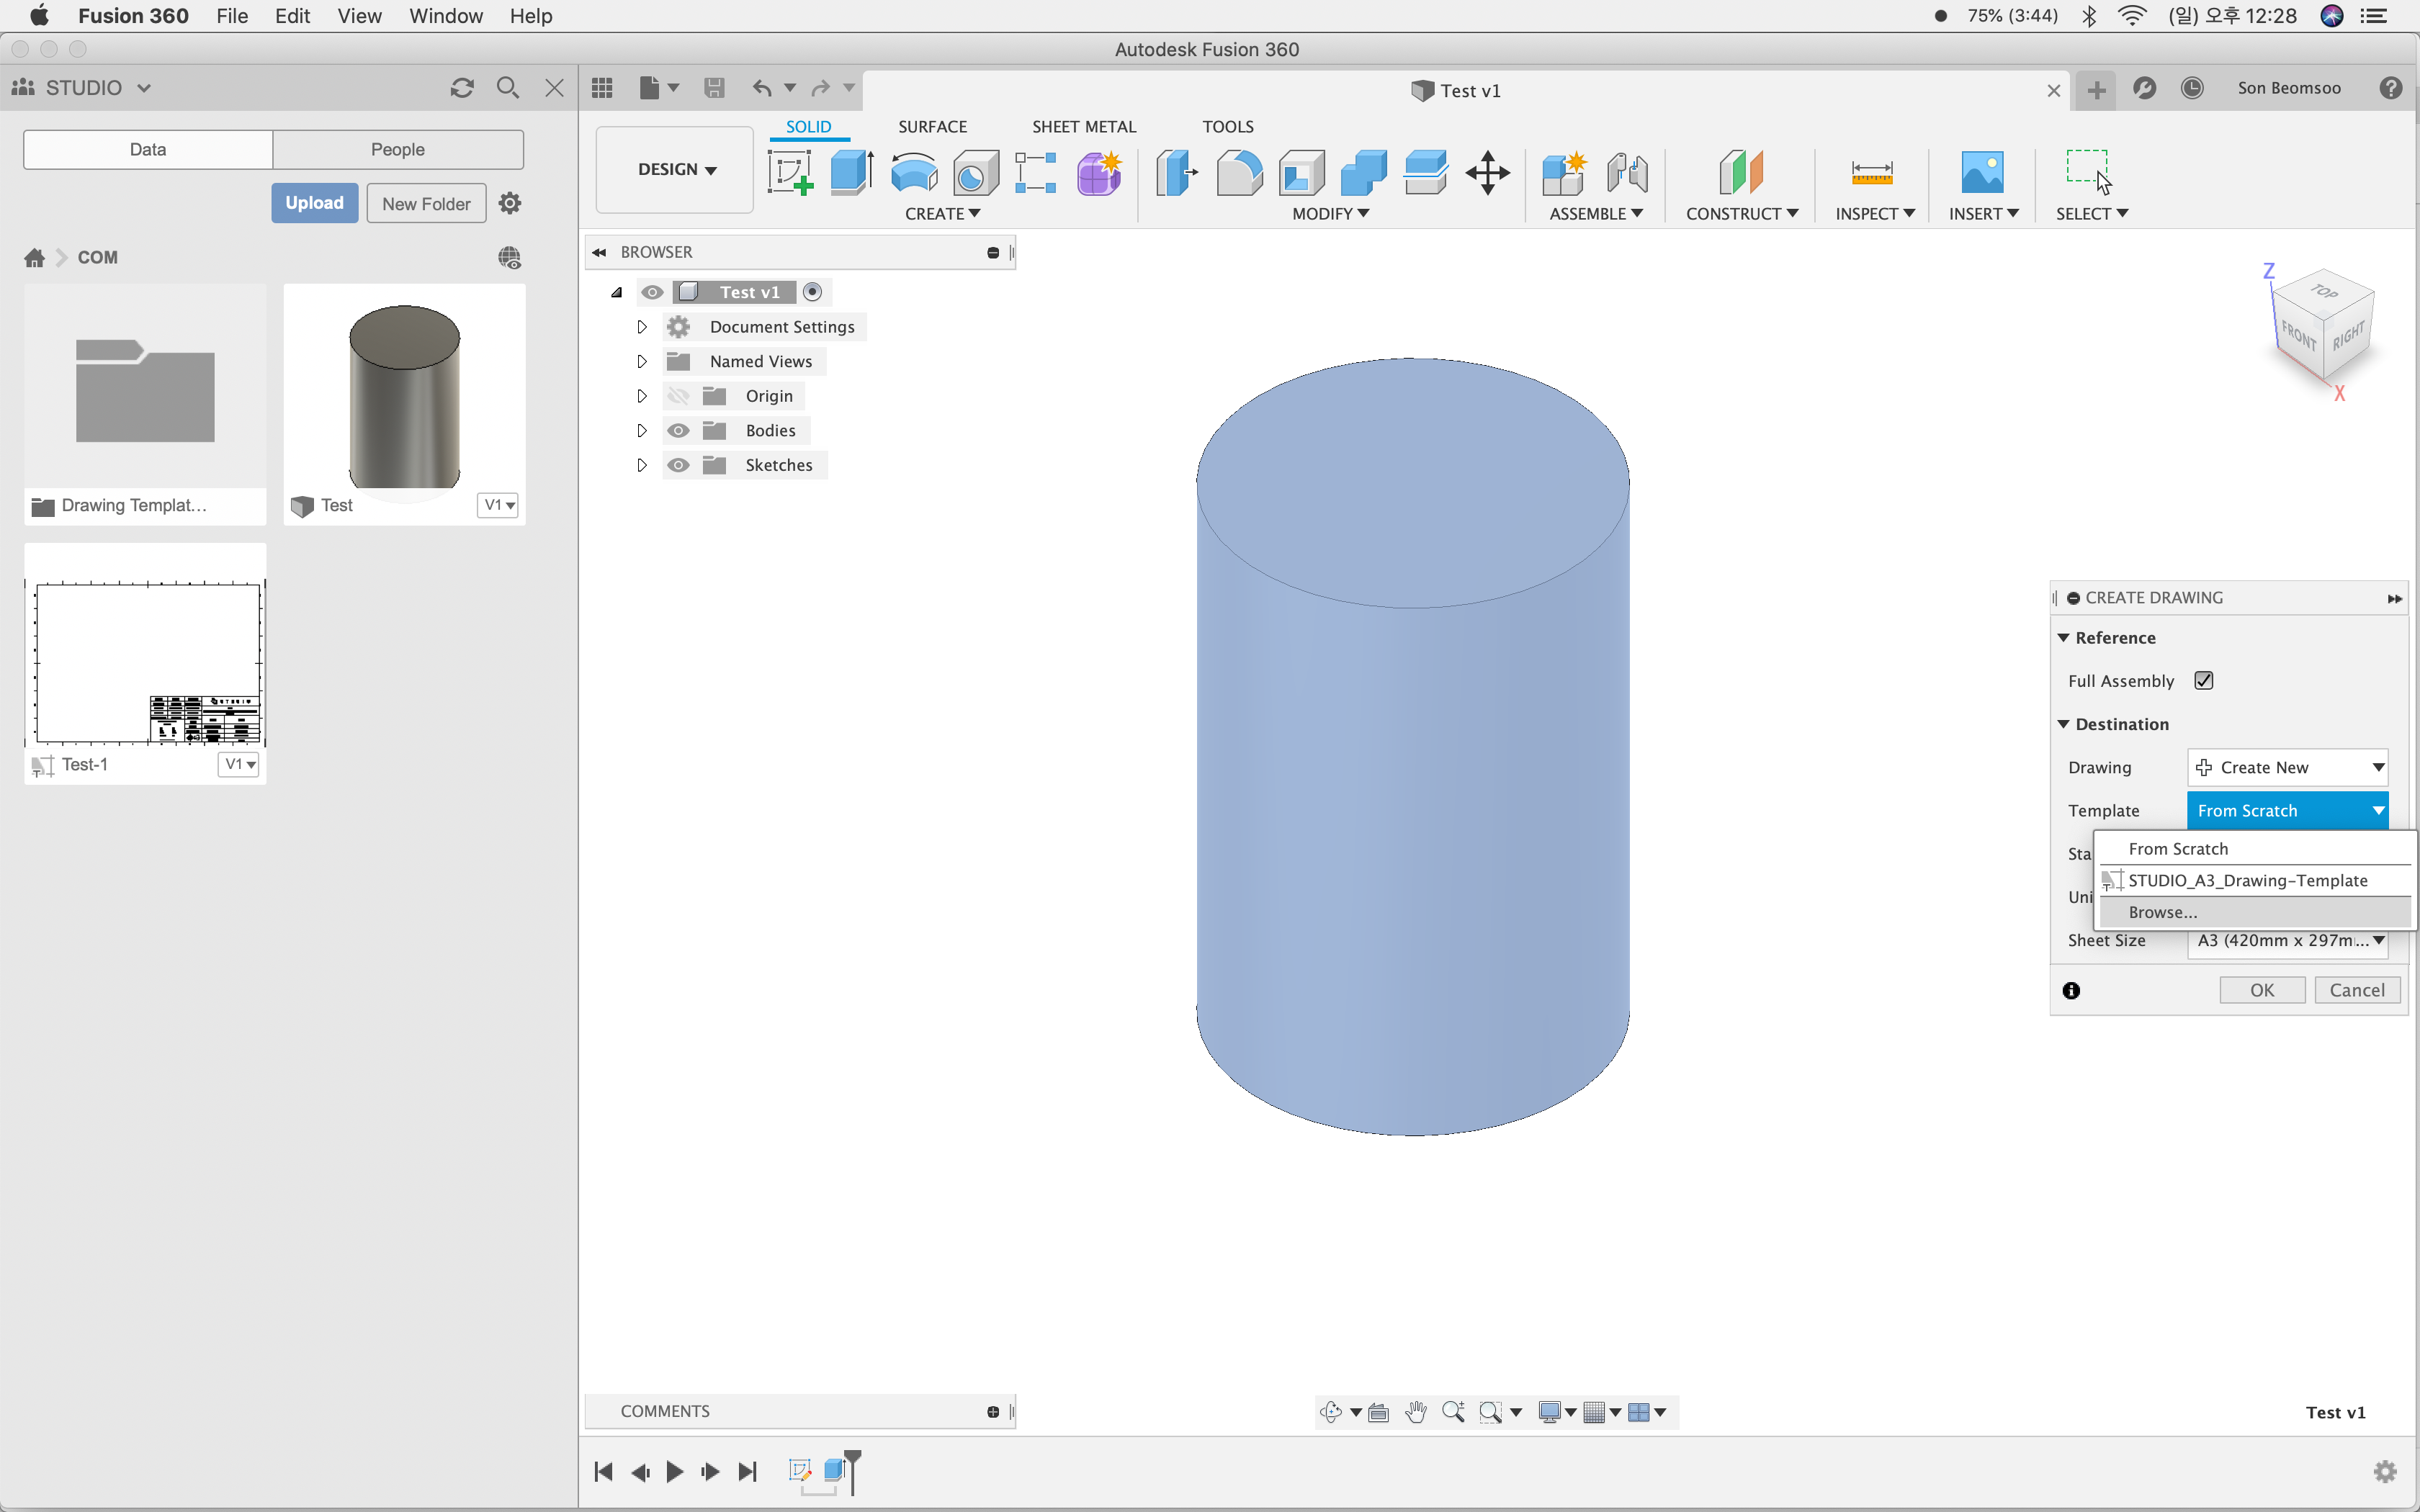 Fusion 360 File Edit View Window Help 75% (3:44) (일) 오후 12:28
Autodesk Fusion 360
STUDIO
Test v1
Son Beomsoo
Data People
Upload New Folder
COM
Drawing Templat...
Test V1
Test-1 V1
SOLID SURFACE SHEET METAL TOOLS
DESIGN
CREATE MODIFY ASSEMBLE CONSTRUCT INSPECT INSERT SELECT
BROWSER
Test v1
Document Settings
Named Views
Origin
Bodies
Sketches
Z
TOP
FRONT
RIGHT
X
CREATE DRAWING
Reference
Full Assembly
Destination
Drawing Create New
Template From Scratch
Sta
From Scratch
STUDIO_A3_Drawing-Template
Uni
Browse...
Sheet Size A3 (420mm x 297m...
OK Cancel
COMMENTS
Test v1